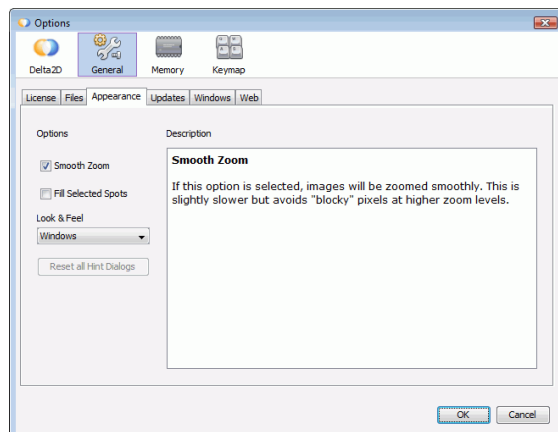 Options
Delta2D
General
Memory
Keymap
License Files Appearance Updates Windows Web
Options
Description
Smooth Zoom
Fill Selected Spots
Look & Feel
Windows
Reset all Hint Dialogs
Smooth Zoom
If this option is selected, images will be zoomed smoothly. This is
slightly slower but avoids "blocky" pixels at higher zoom levels.
OK
Cancel